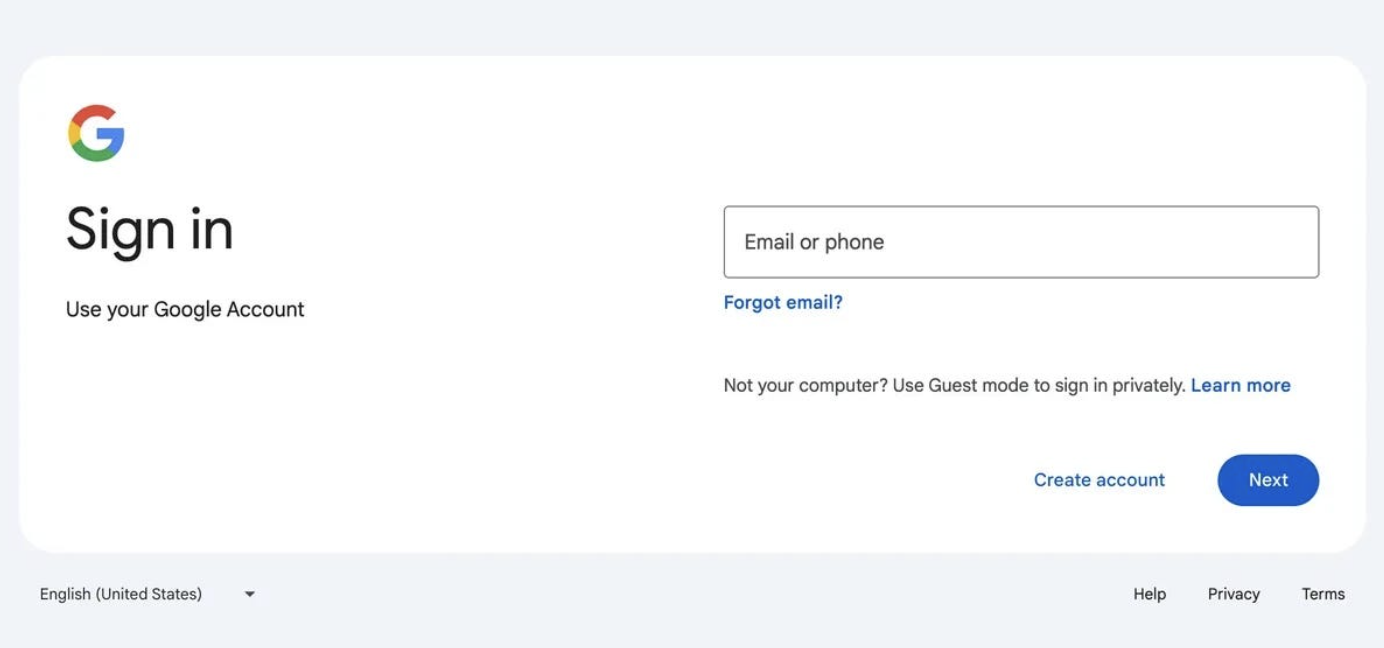 Sign in
Use your Google Account
Email or phone
Forgot email?
Not your computer? Use Guest mode to sign in privately. Learn more
Create account
Next
English (United States)
Help
Privacy
Terms